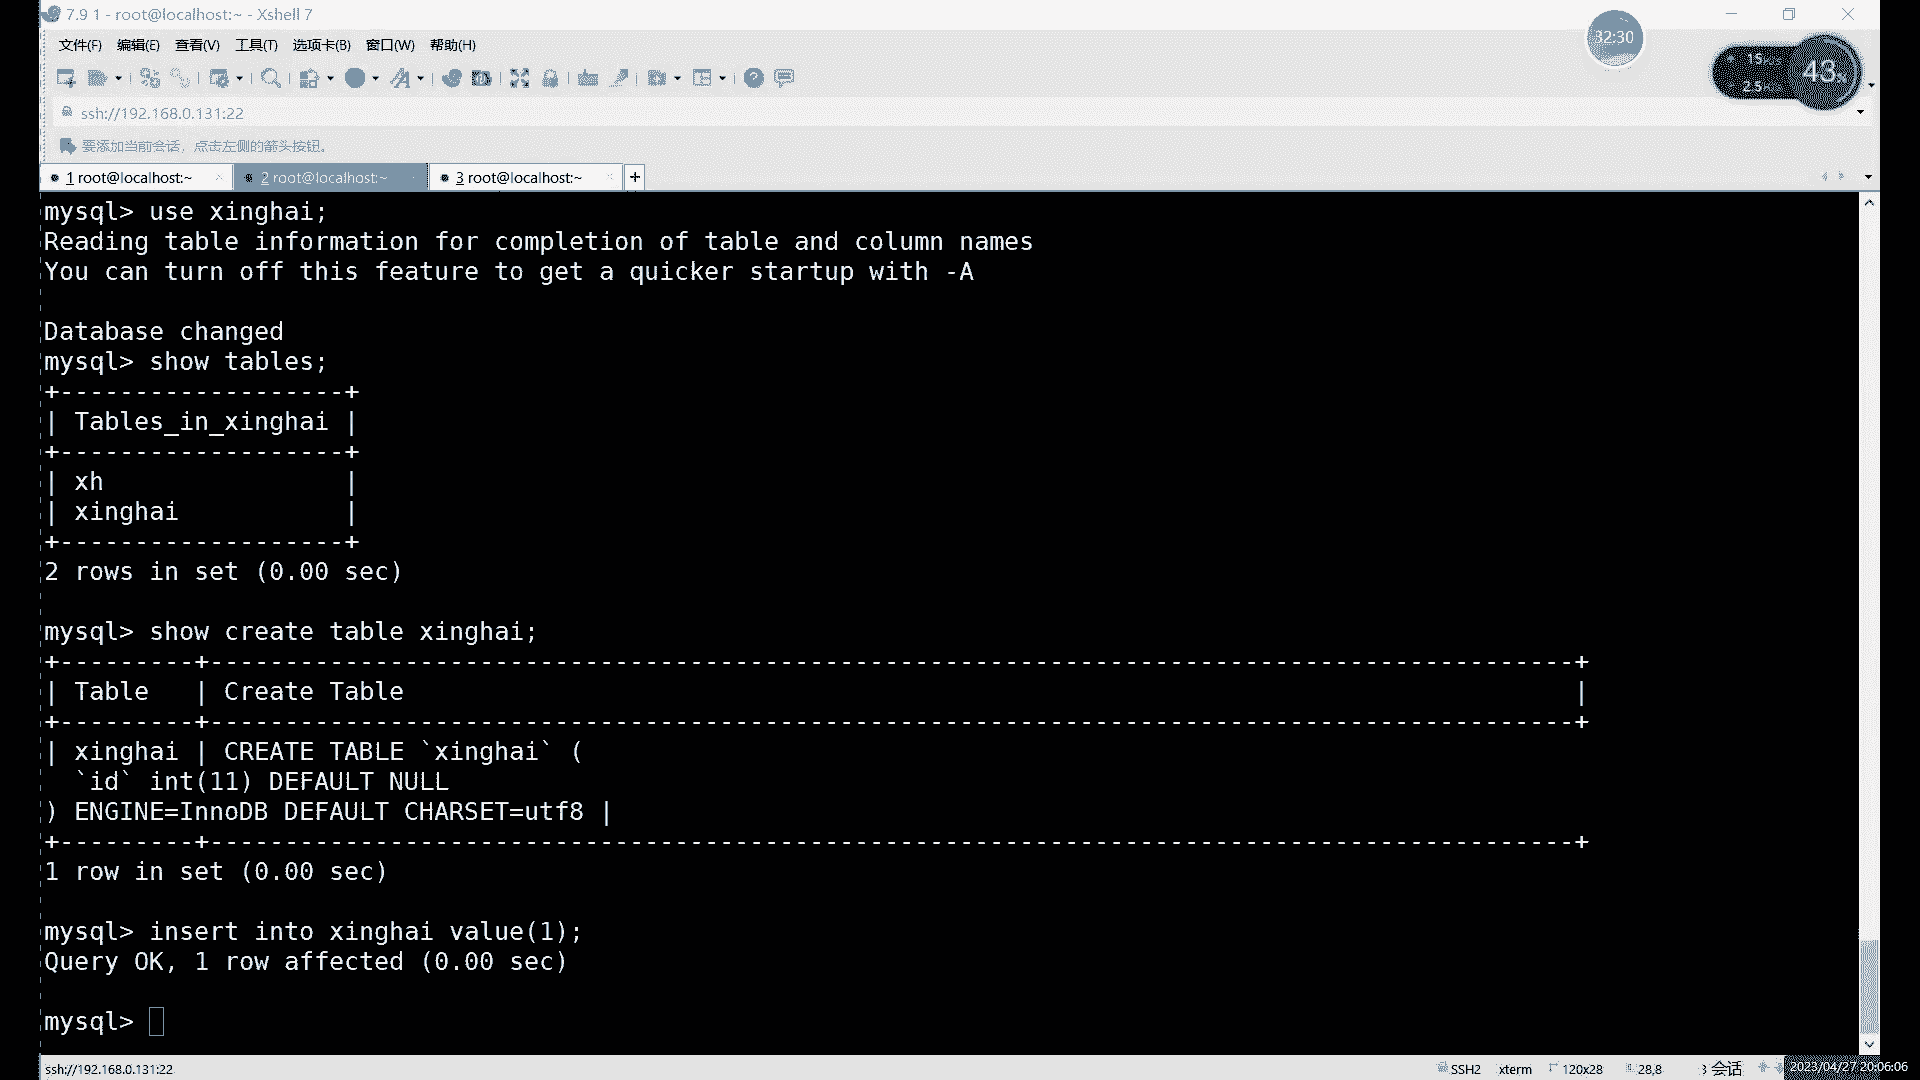 7.9 1 - root@localhost:~ - Xshell 7
32:30
文件(F) 编辑(E) 查看(V) 工具(T) 选项卡(B) 窗口(W) 帮助(H)
15K/s
43%
2.5K/s
ssh://192.168.0.131:22
要添加当前会话，点击左侧的箭头按钮。
1 root@localhost:~ × 2 root@localhost:~ 3 root@localhost:~ × +
mysql> use xinghai;
Reading table information for completion of table and column names
You can turn off this feature to get a quicker startup with -A
Database changed
mysql> show tables;
+-------------------+
| Tables_in_xinghai |
+-------------------+
| xh                |
| xinghai           |
+-------------------+
2 rows in set (0.00 sec)
mysql> show create table xinghai;
+---------+-------------------------------------------------------------------------------------------+
| Table   | Create Table                                                                              |
+---------+-------------------------------------------------------------------------------------------+
| xinghai | CREATE TABLE `xinghai` (
  `id` int(11) DEFAULT NULL
) ENGINE=InnoDB DEFAULT CHARSET=utf8 |
+---------+-------------------------------------------------------------------------------------------+
1 row in set (0.00 sec)
mysql> insert into xinghai value(1);
Query OK, 1 row affected (0.00 sec)
mysql>
ssh://192.168.0.131:22 SSH2 xterm 120x28 28,8 3 会话 2023/04/27 20:06:06